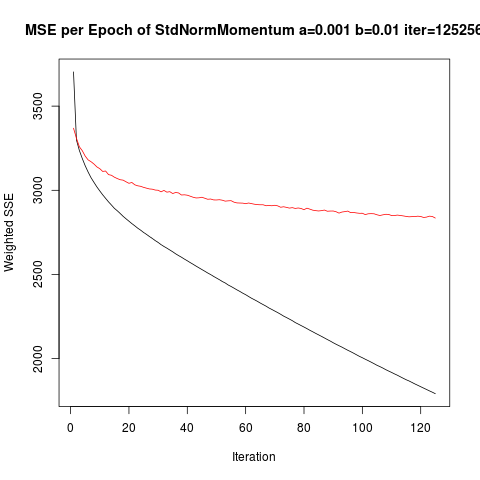 MSE per Epoch of StdNormMomentum a=0.001 b=0.01 iter=125256
Weighted SSE
3500
3000
2500
2000
0 20 40 60 80 100 120
Iteration